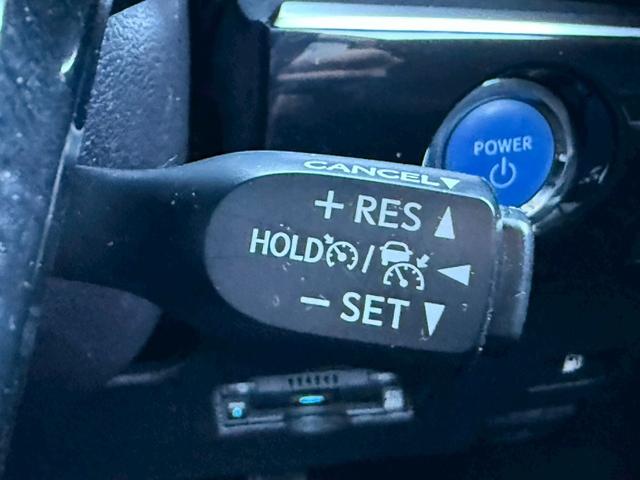 POWER
CANCEL
+ RES
HOLD /
- SET